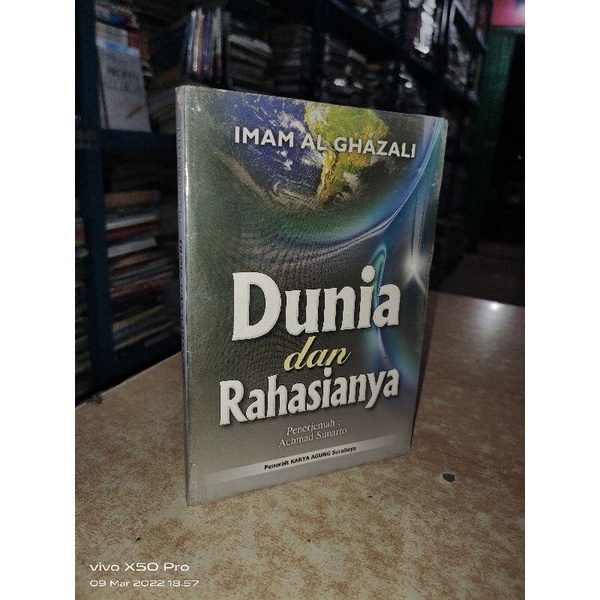 IMAM AL GHAZALI
Dunia
dan
Rahasianya
Penerjemah :
Achmad Sunarto
Penerbit KARYA AGUNG Surabaya
vivo X50 Pro
09 Mar 2022 18.57